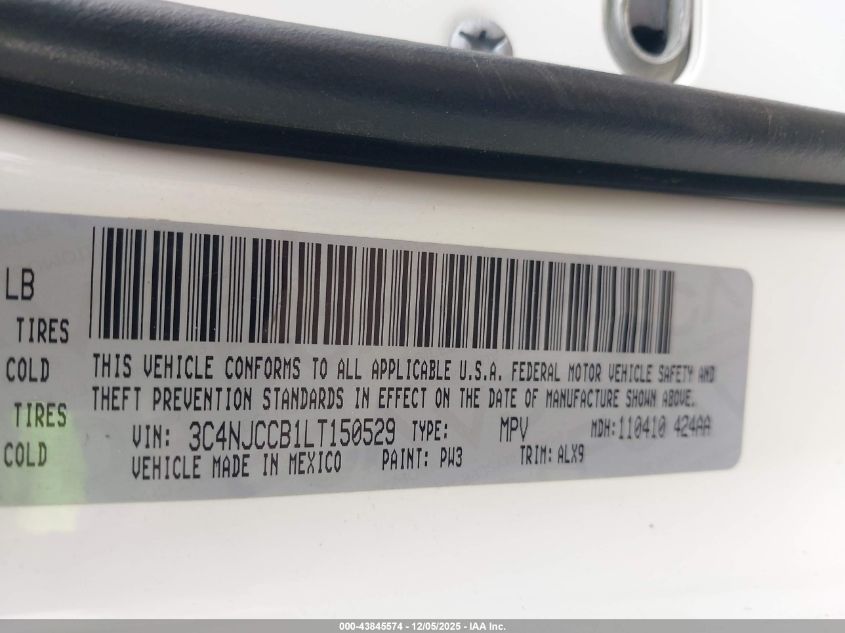 LB
TIRES
COLD
TIRES
COLD
THIS VEHICLE CONFORMS TO ALL APPLICABLE U.S.A. FEDERAL MOTOR VEHICLE SAFETY AND
THEFT PREVENTION STANDARDS IN EFFECT ON THE DATE OF MANUFACTURE SHOWN ABOVE.
VIN: 3C4NJCCB1LT150529 TYPE: MPV MDH:110410 424AA
VEHICLE MADE IN MEXICO PAINT: PW3 TRIM: ALX9
000-43845574 | 12/05/2025 - IAA Inc.